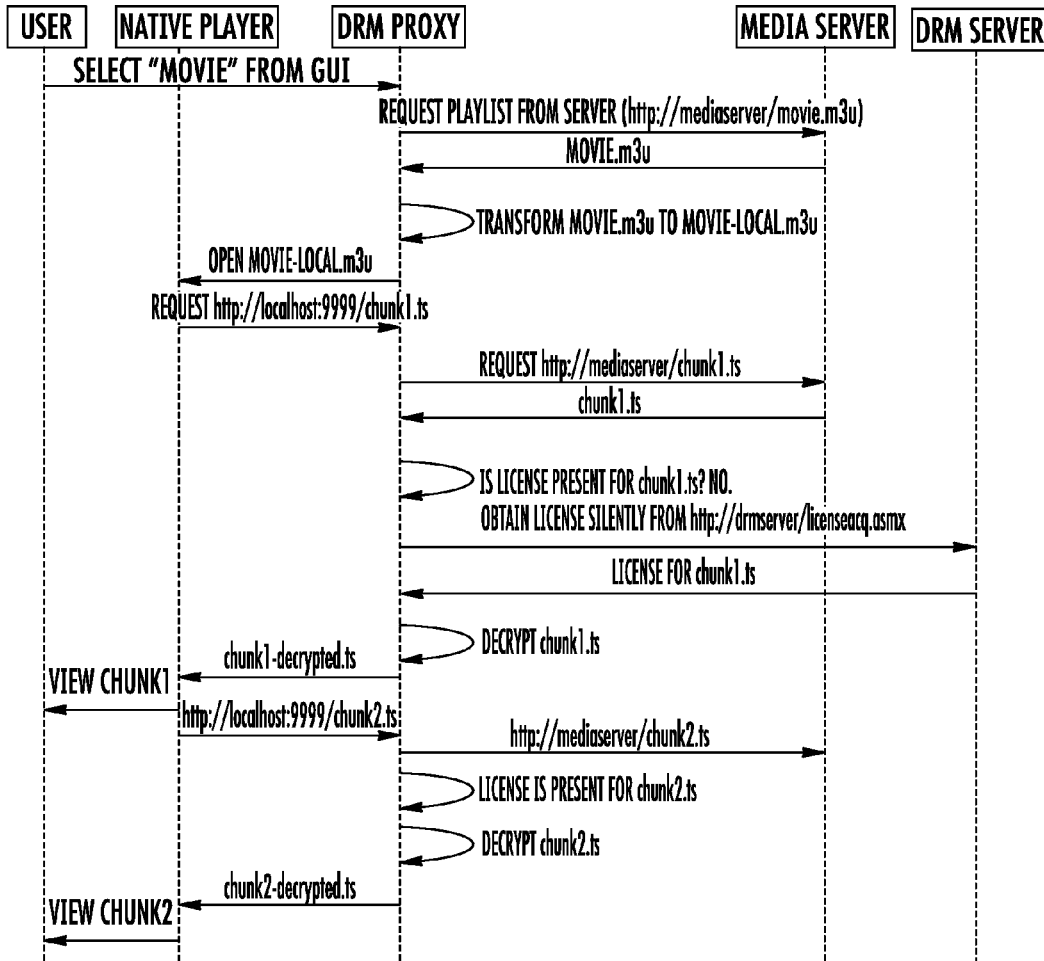 USER
NATIVE PLAYER
DRM PROXY
MEDIA SERVER
DRM SERVER
SELECT “MOVIE” FROM GUI
REQUEST PLAYLIST FROM SERVER (http://mediaserver/movie.m3u)
MOVIE.m3u
TRANSFORM MOVIE.m3u TO MOVIE-LOCAL.m3u
OPEN MOVIE-LOCAL.m3u
REQUEST http://localhost:9999/chunk1.ts
REQUEST http://mediaserver/chunk1.ts
chunk1.ts
IS LICENSE PRESENT FOR chunk1.ts? NO.
OBTAIN LICENSE SILENTLY FROM http://drmserver/licenseacq.asmx
LICENSE FOR chunk1.ts
DECRYPT chunk1.ts
chunk1-decrypted.ts
VIEW CHUNK1
http://localhost:9999/chunk2.ts
http://mediaserver/chunk2.ts
LICENSE IS PRESENT FOR chunk2.ts
DECRYPT chunk2.ts
chunk2-decrypted.ts
VIEW CHUNK2